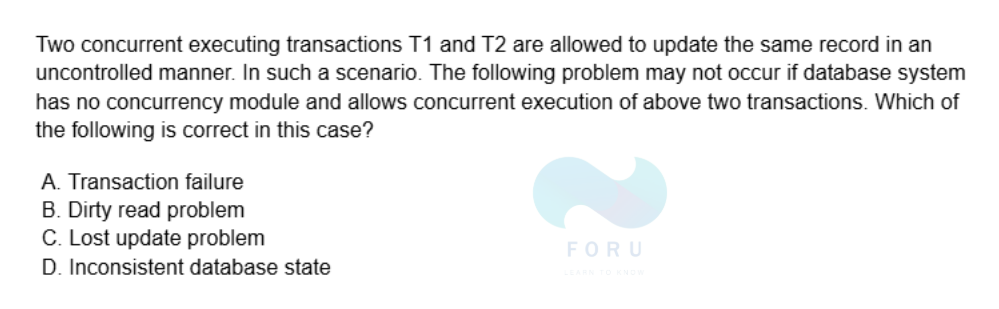 Two concurrent executing transactions T1 and T2 are allowed to update the same record in an
uncontrolled manner. In such a scenario. The following problem may not occur if database system
has no concurrency module and allows concurrent execution of above two transactions. Which of
the following is correct in this case?
A. Transaction failure
B. Dirty read problem
C. Lost update problem
D. Inconsistent database state
FORU